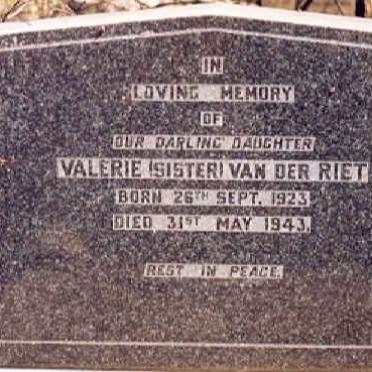 IN
LOVING MEMORY
OF
OUR DARLING DAUGHTER
VALERIE (SISTER) VAN DER RIET
BORN 26TH SEPT. 1923
DIED 31ST MAY 1943.
REST IN PEACE.